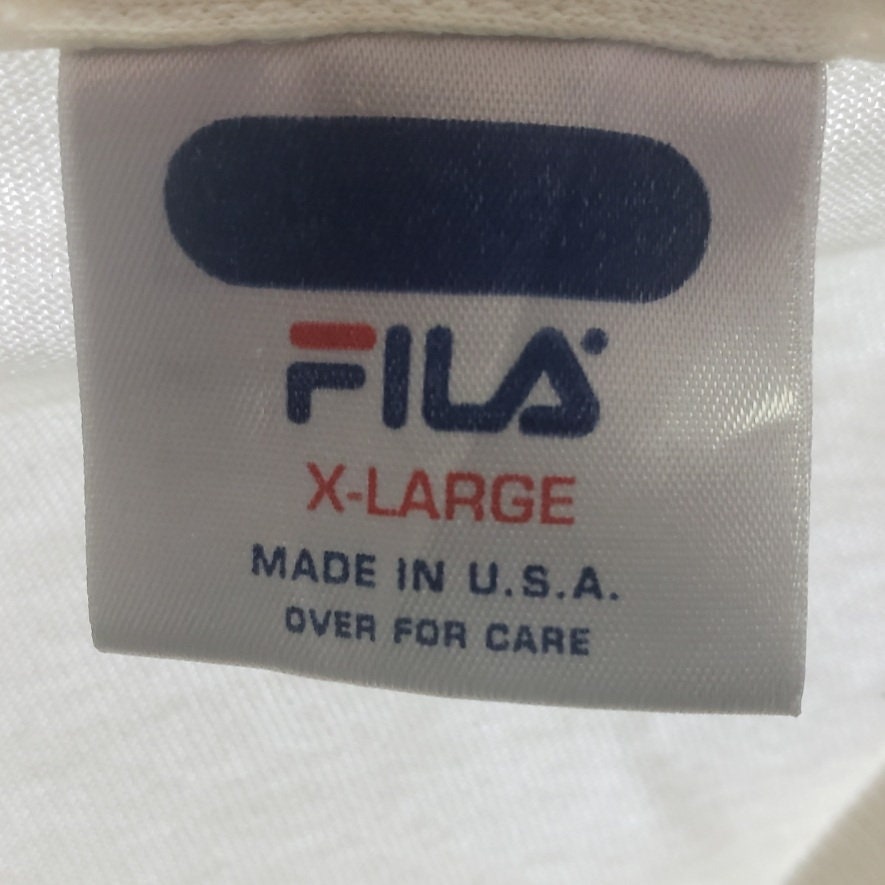 FILA
X-LARGE
MADE IN U.S.A.
OVER FOR CARE